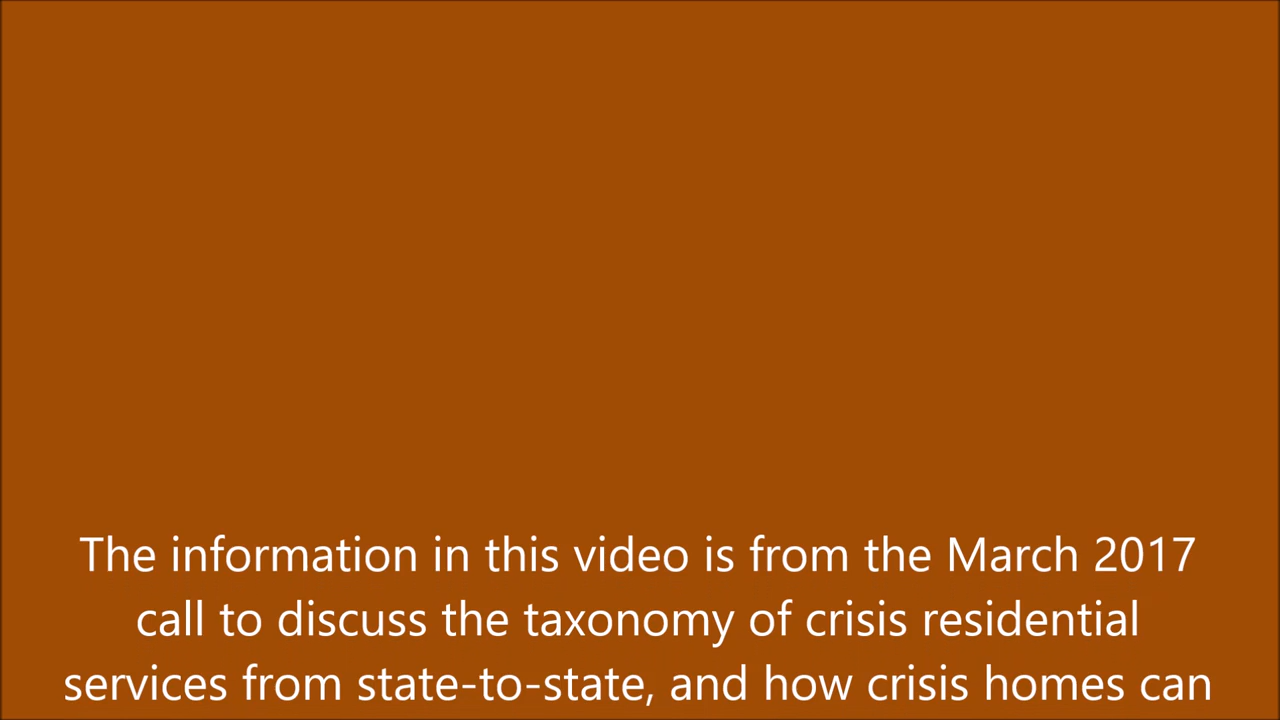 The information in this video is from the March 2017
call to discuss the taxonomy of crisis residential
services from state-to-state, and how crisis homes can